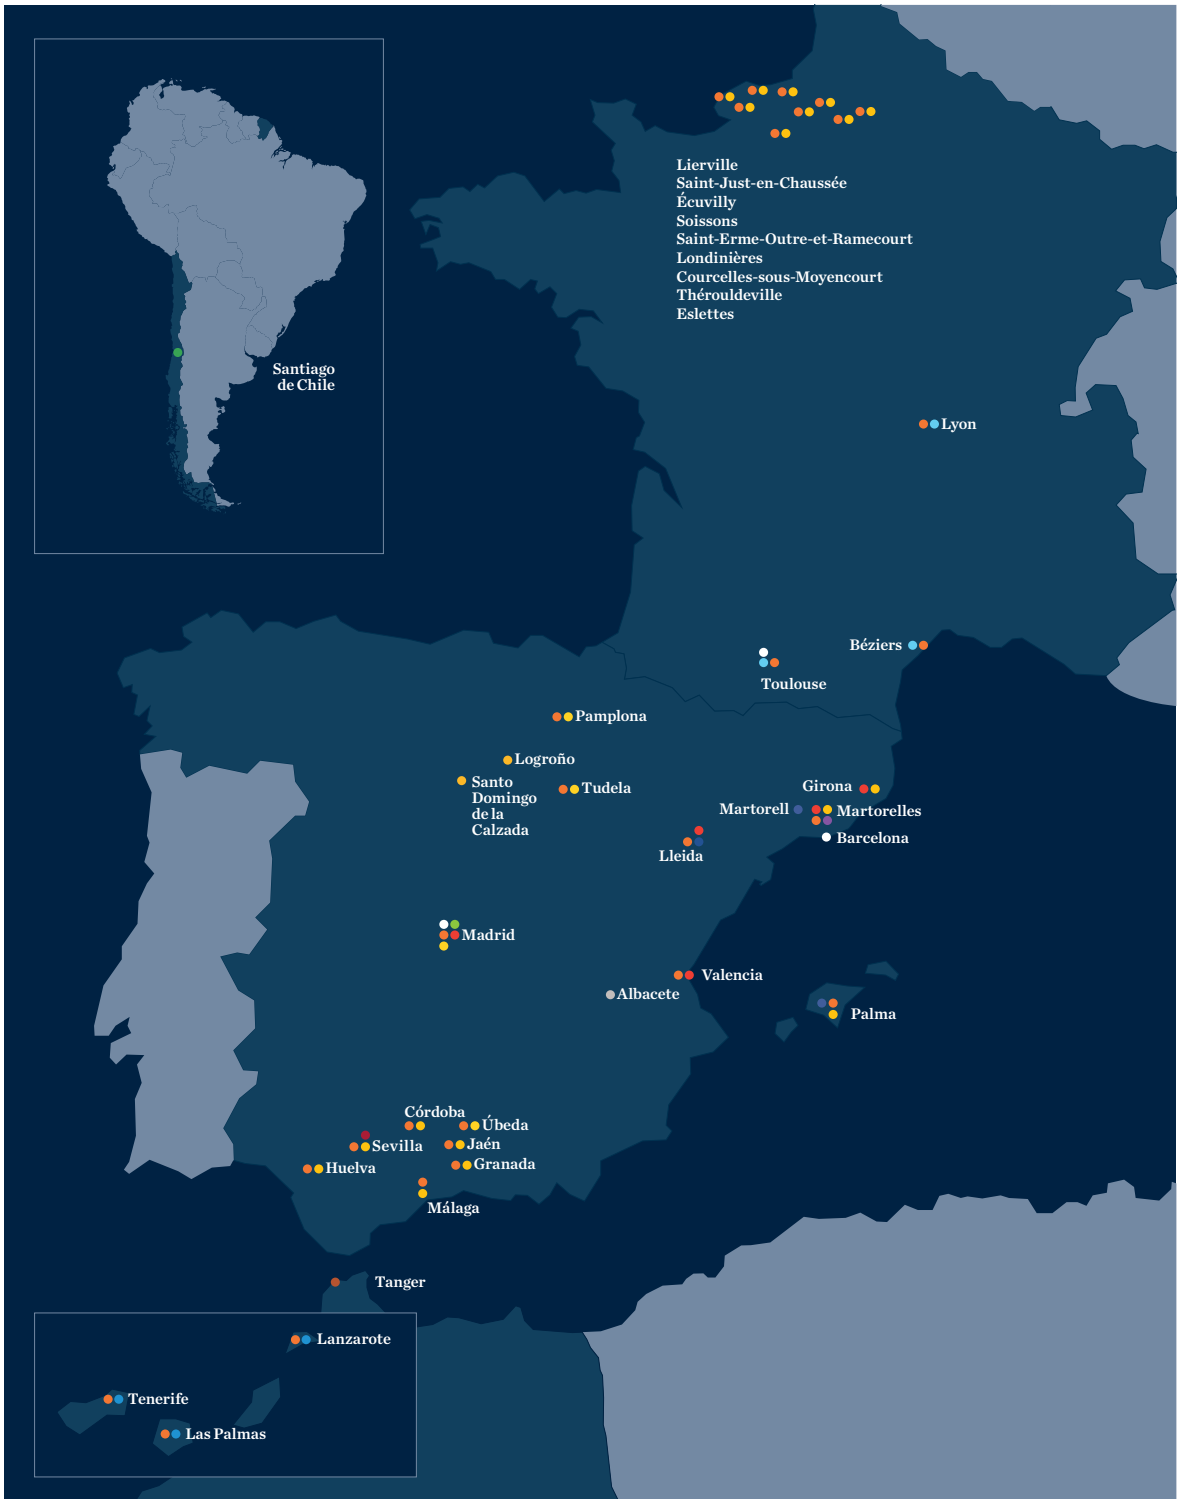 Lierville
Saint-Just-en-Chaussée
Écuvilly
Soissons
Saint-Erme-Outre-et-Ramecourt
Londinières
Courcelles-sous-Moyencourt
Thérouldeville
Eslettes
Santiago
de Chile
Lyon
Béziers
Toulouse
Pamplona
Logroño
Santo
Domingo
de la
Calzada
Tudela
Girona
Martorell
Martorelles
Barcelona
Lleida
Madrid
Valencia
Albacete
Palma
Córdoba
Úbeda
Sevilla
Jaén
Granada
Huelva
Málaga
Tanger
Lanzarote
Tenerife
Las Palmas